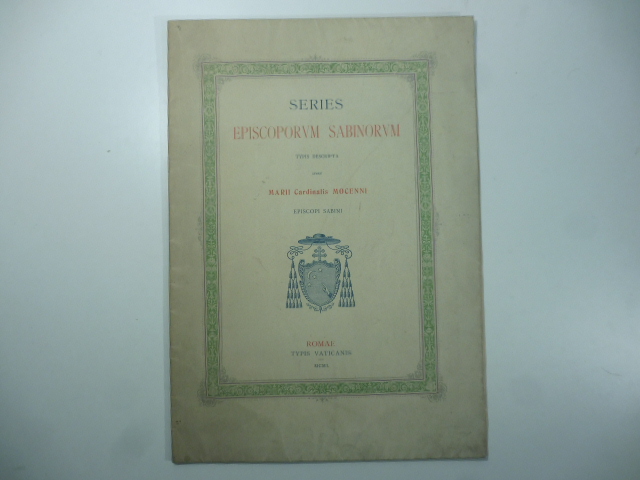 SERIES
EPISCOPORVM SABINORVM
MARII Cardinalis MOCENNI
EPISCOPI SABINI
ROMAE
TYPIS VATICANIS